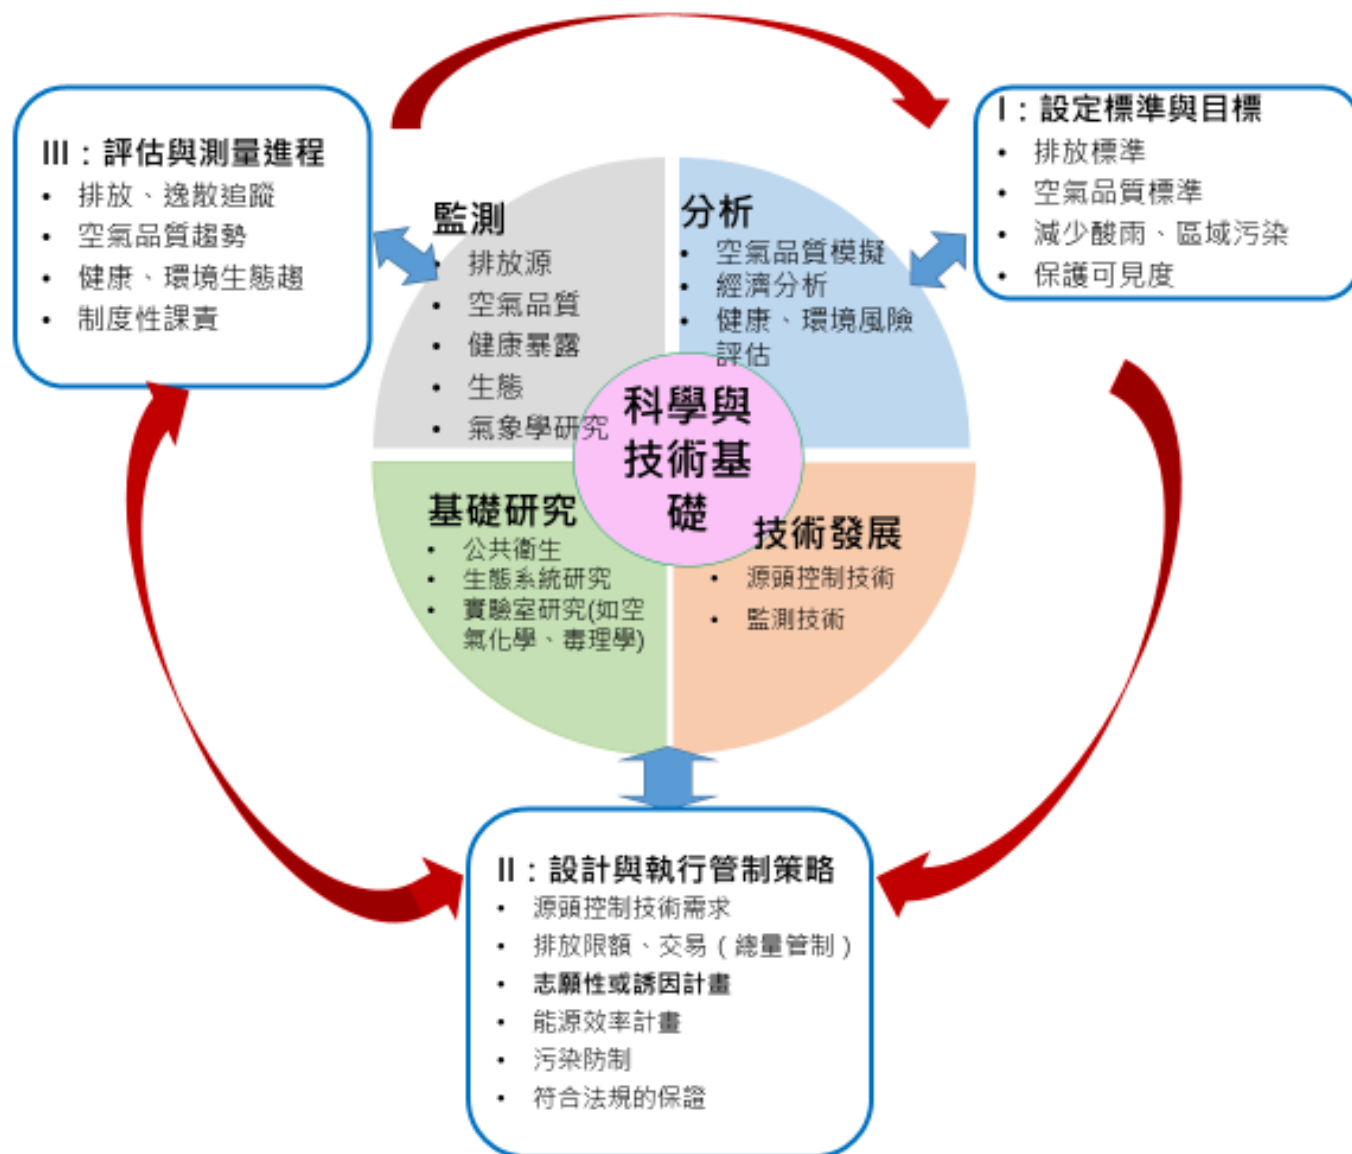 III：評估與測量進程
• 排放、逸散追蹤
• 空氣品質趨勢
• 健康、環境生態趨
• 制度性課責
I：設定標準與目標
• 排放標準
• 空氣品質標準
• 減少酸雨、區域污染
• 保護可見度
監測
• 排放源
• 空氣品質
• 健康暴露
• 生態
• 氣象學研究
分析
• 空氣品質模擬
• 經濟分析
• 健康、環境風險
評估
科學與
技術基
礎
基礎研究
• 公共衛生
• 生態系統研究
• 實驗室研究(如空
氣化學、毒理學)
技術發展
• 源頭控制技術
• 監測技術
II：設計與執行管制策略
• 源頭控制技術需求
• 排放限額、交易（總量管制）
• 志願性或誘因計畫
• 能源效率計畫
• 污染防制
• 符合法規的保證